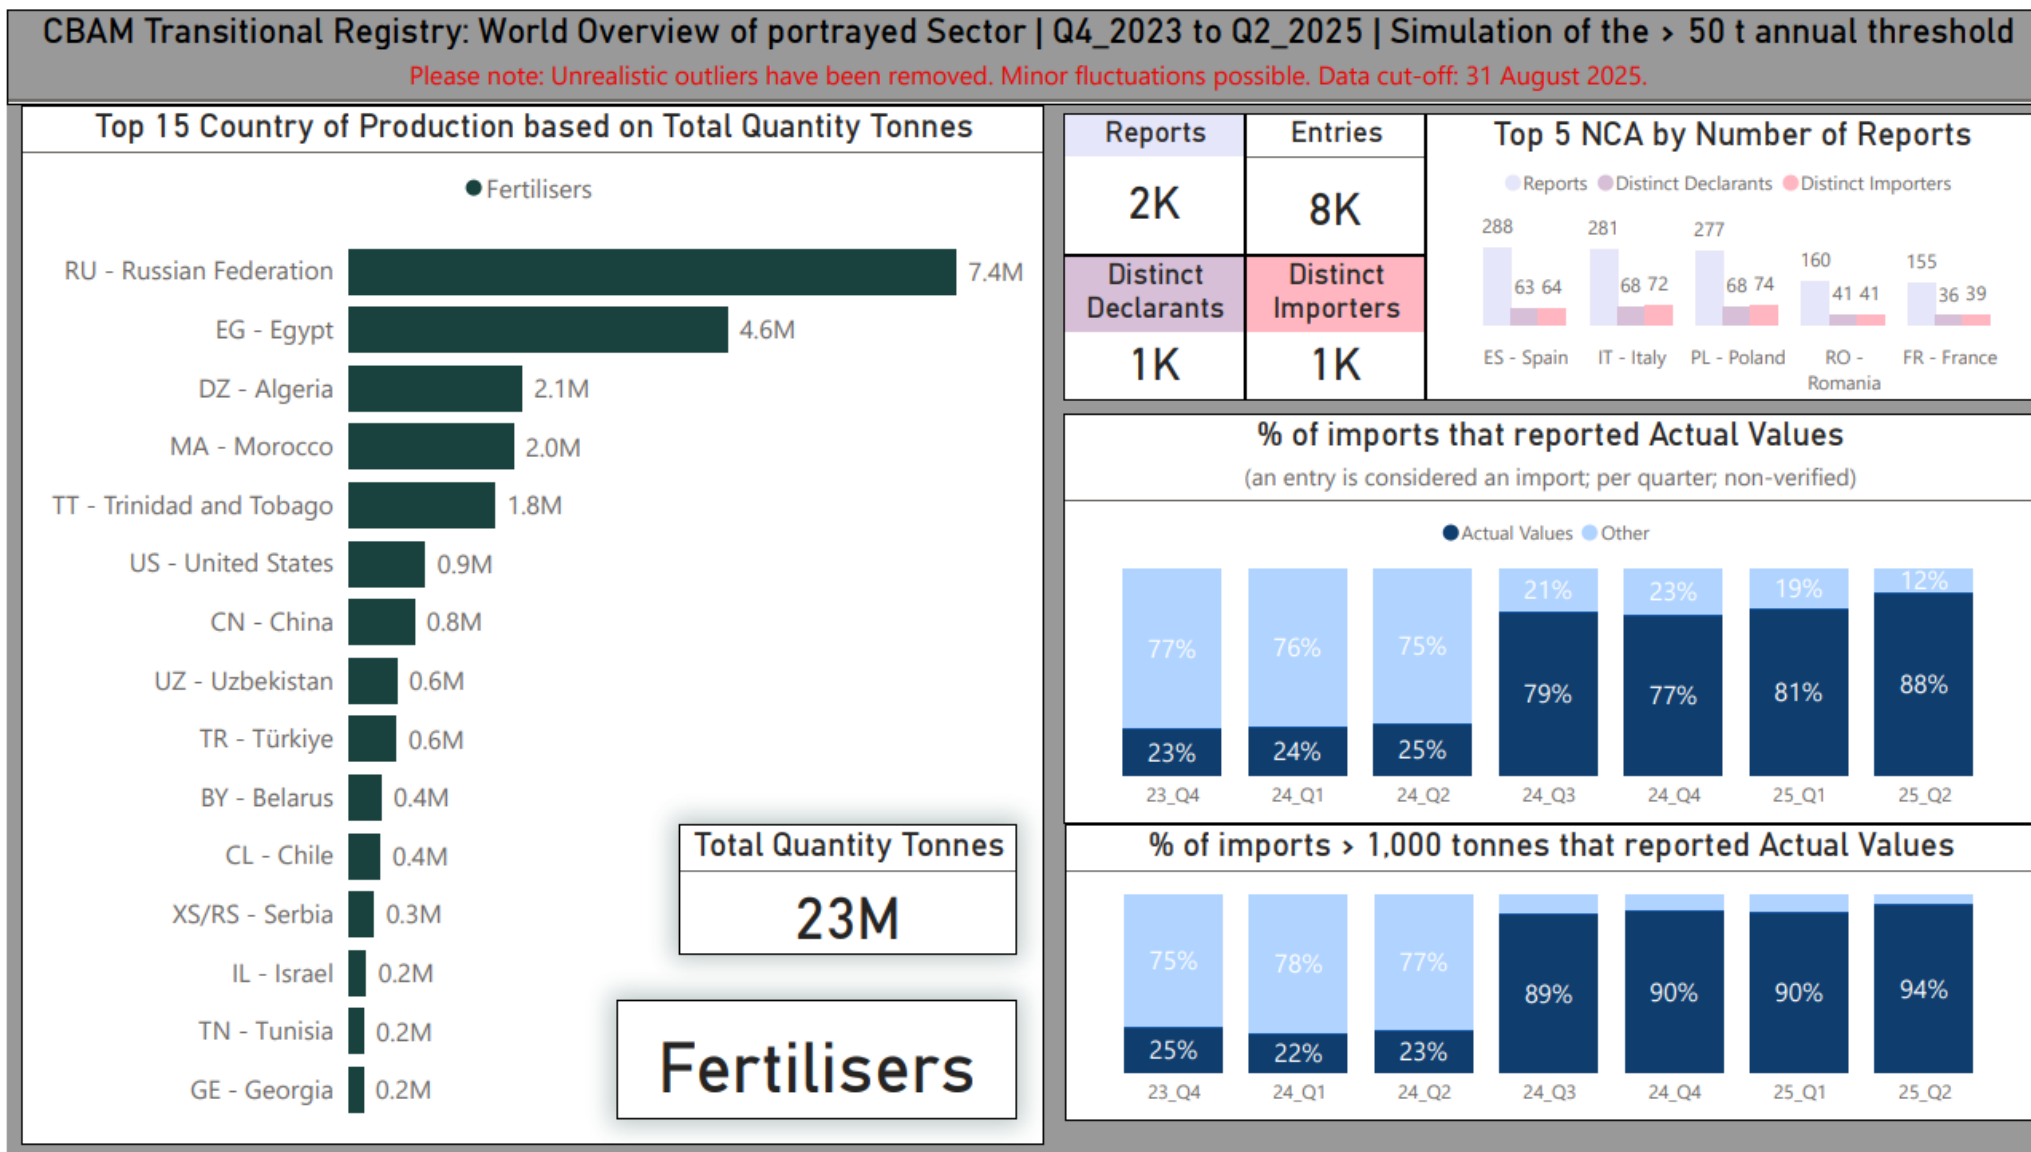 CBAM Transitional Registry: World Overview of portrayed Sector | Q4_2023 to Q2_2025 | Simulation of the > 50 t annual threshold
Please note: Unrealistic outliers have been removed. Minor fluctuations possible. Data cut-off: 31 August 2025.
Top 15 Country of Production based on Total Quantity Tonnes
Fertilisers
RU - Russian Federation 7.4M
EG - Egypt 4.6M
DZ - Algeria 2.1M
MA - Morocco 2.0M
TT - Trinidad and Tobago 1.8M
US - United States 0.9M
CN - China 0.8M
UZ - Uzbekistan 0.6M
TR - Türkiye 0.6M
BY - Belarus 0.4M
CL - Chile 0.4M
XS/RS - Serbia 0.3M
IL - Israel 0.2M
TN - Tunisia 0.2M
GE - Georgia 0.2M
Total Quantity Tonnes
23M
Fertilisers
Reports
2K
Entries
8K
Distinct
Declarants
1K
Distinct
Importers
1K
Top 5 NCA by Number of Reports
Reports Distinct Declarants Distinct Importers
288 63 64
281 68 72
277 68 74
160 41 41
155 36 39
ES - Spain
IT - Italy
PL - Poland
RO -
Romania
FR - France
% of imports that reported Actual Values
(an entry is considered an import; per quarter; non-verified)
Actual Values Other
77% 76% 75% 21% 23% 19% 12%
23% 24% 25% 79% 77% 81% 88%
23_Q4 24_Q1 24_Q2 24_Q3 24_Q4 25_Q1 25_Q2
% of imports > 1,000 tonnes that reported Actual Values
75% 78% 77%
25% 22% 23% 89% 90% 90% 94%
23_Q4 24_Q1 24_Q2 24_Q3 24_Q4 25_Q1 25_Q2